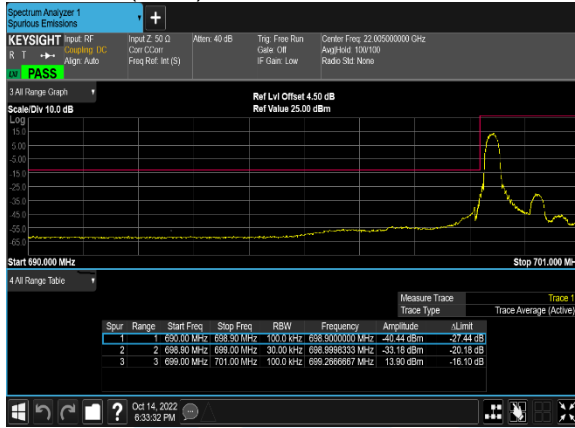 Spectrum Analyzer 1
Spurious Emissions
+
KEYSIGHT Input: RF Input Z: 50 Ω Atten: 40 dB Trig: Free Run Center Freq: 22.005000000 GHz
R T Coupling: DC Corr CCorr Gate: Off Avg|Hold: 100/100
Align: Auto Freq Ref: Int (S) IF Gain: Low Radio Std: None
PASS
3 All Range Graph
Ref Lvl Offset 4.50 dB
Scale/Div 10.0 dB Ref Value 25.00 dBm
Log
15.0
5.00
-5.00
-15.0
-25.0
-35.0
-45.0
-55.0
-65.0
Start 690.000 MHz Stop 701.000 MH
4 All Range Table
Measure Trace Trace 1
Trace Type Trace Average (Active)
Spur Range Start Freq Stop Freq RBW Frequency Amplitude ΔLimit
1 1 690.00 MHz 698.90 MHz 100.0 kHz 698.9000000 MHz -40.44 dBm -27.44 dB
2 2 698.90 MHz 699.00 MHz 30.00 kHz 698.9998333 MHz -33.18 dBm -20.18 dB
3 3 699.00 MHz 701.00 MHz 100.0 kHz 699.2666667 MHz 13.90 dBm -16.10 dB
? Oct 14, 2022
6:33:32 PM